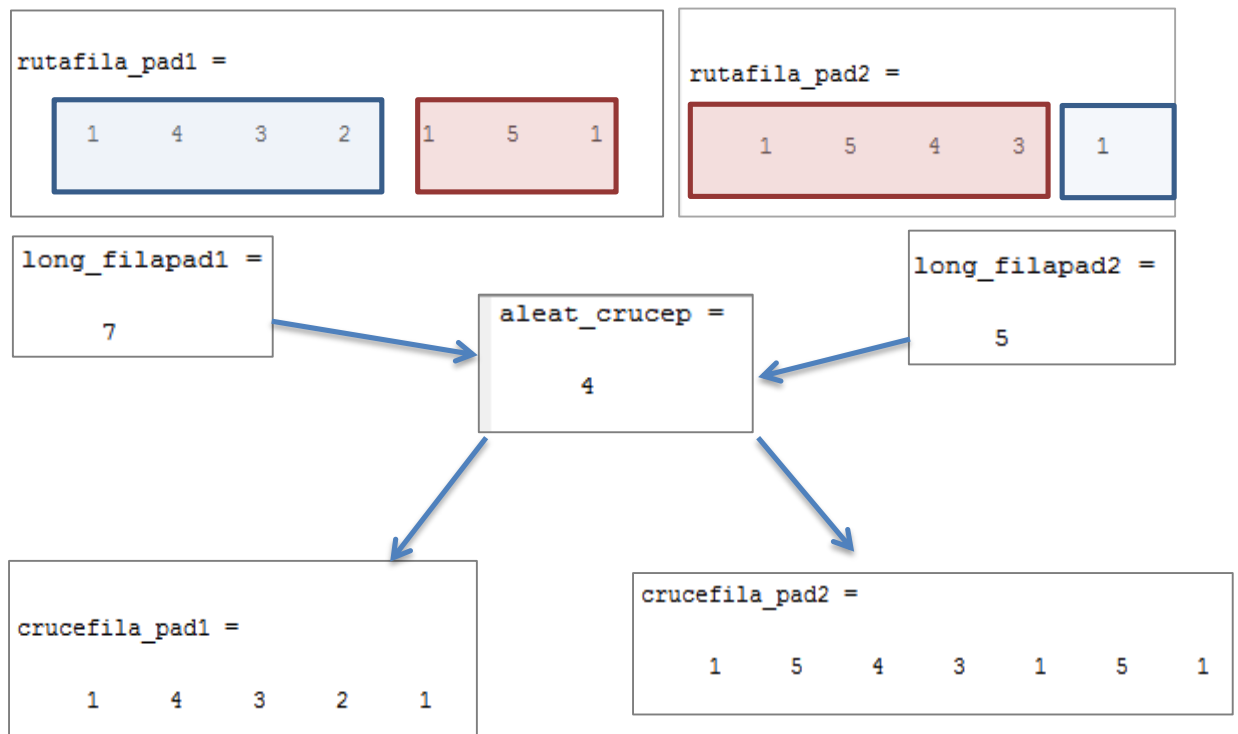 rutafila_pad1 =
1 4 3 2 1 5 1
rutafila_pad2 =
1 5 4 3 1
long_filapad1 =
7
long_filapad2 =
5
aleat_crucep =
4
crucefila_pad1 =
1 4 3 2 1
crucefila_pad2 =
1 5 4 3 1 5 1